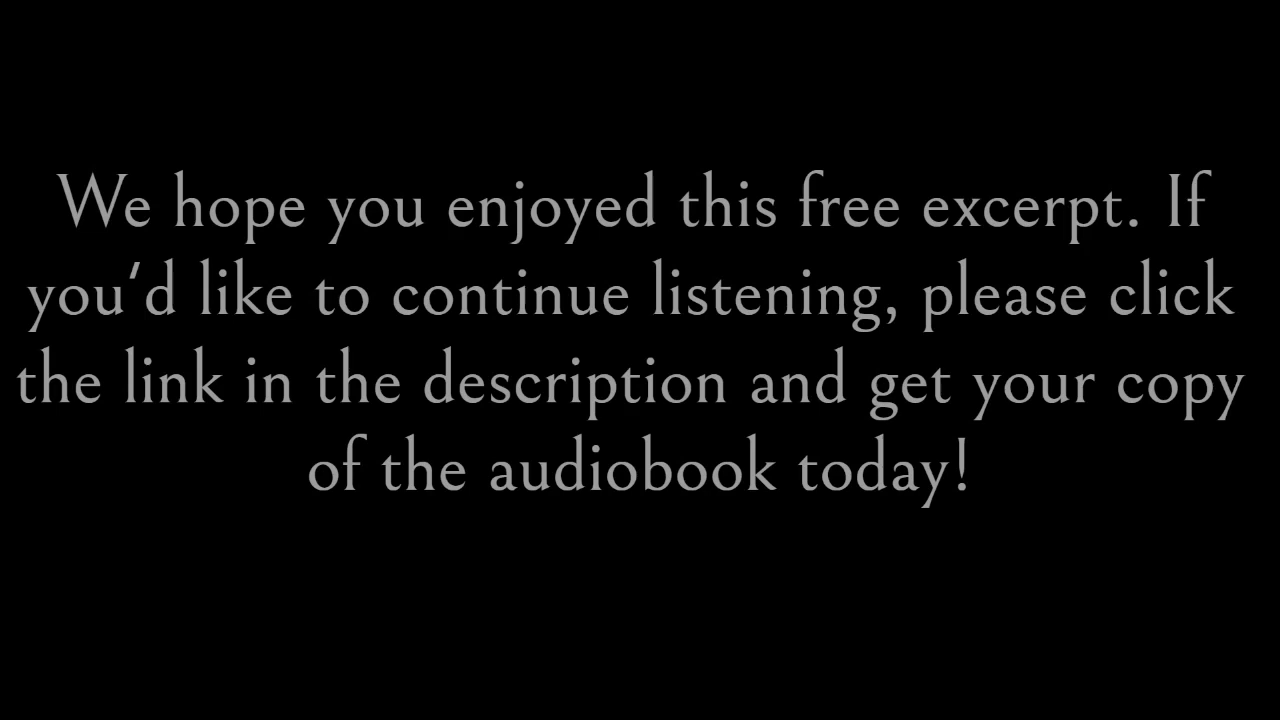 We hope you enjoyed this free excerpt. If
you'd like to continue listening, please click
the link in the description and get your copy
of the audiobook today!